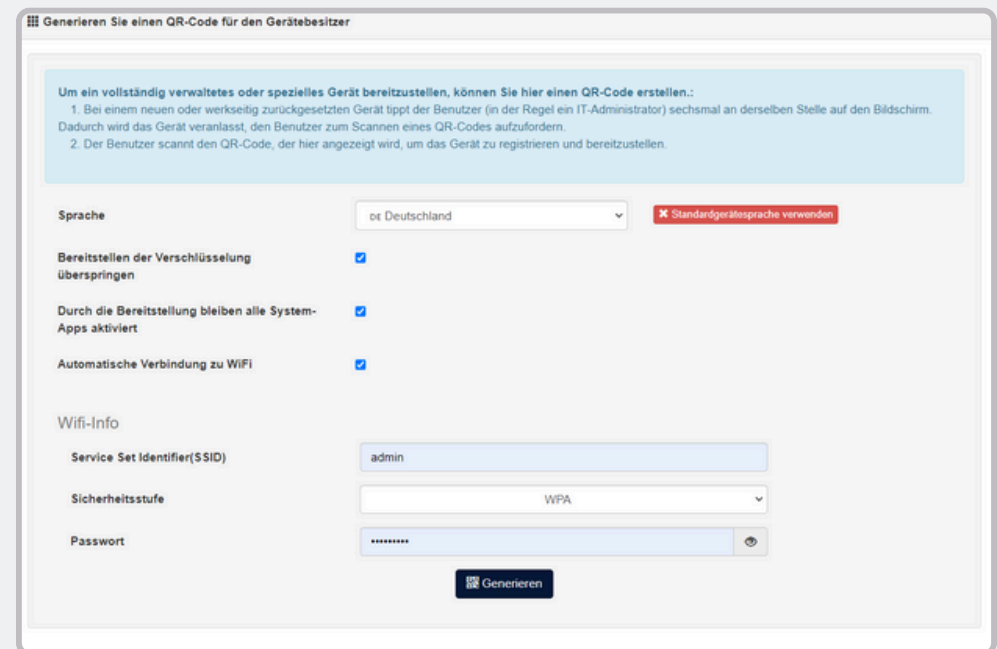 Generieren Sie einen QR-Code für den Gerätebesitzer
Um ein vollständig verwaltetes oder spezielles Gerät bereitzustellen, können Sie hier einen QR-Code erstellen.:
1. Bei einem neuen oder werkseitig zurückgesetzten Gerät tippt der Benutzer (in der Regel ein IT-Administrator) sechsmal an derselben Stelle auf den Bildschirm.
Dadurch wird das Gerät veranlasst, den Benutzer zum Scannen eines QR-Codes aufzufordern.
2. Der Benutzer scannt den QR-Code, der hier angezeigt wird, um das Gerät zu registrieren und bereitzustellen.
Sprache
DE Deutschland
Standardgerätesprache verwenden
Bereitstellen der Verschlüsselung
überspringen
Durch die Bereitstellung bleiben alle System-
Apps aktiviert
Automatische Verbindung zu WiFi
Wifi-Info
Service Set Identifier(SSID)
admin
Sicherheitsstufe
WPA
Passwort
•••••••••
Generieren